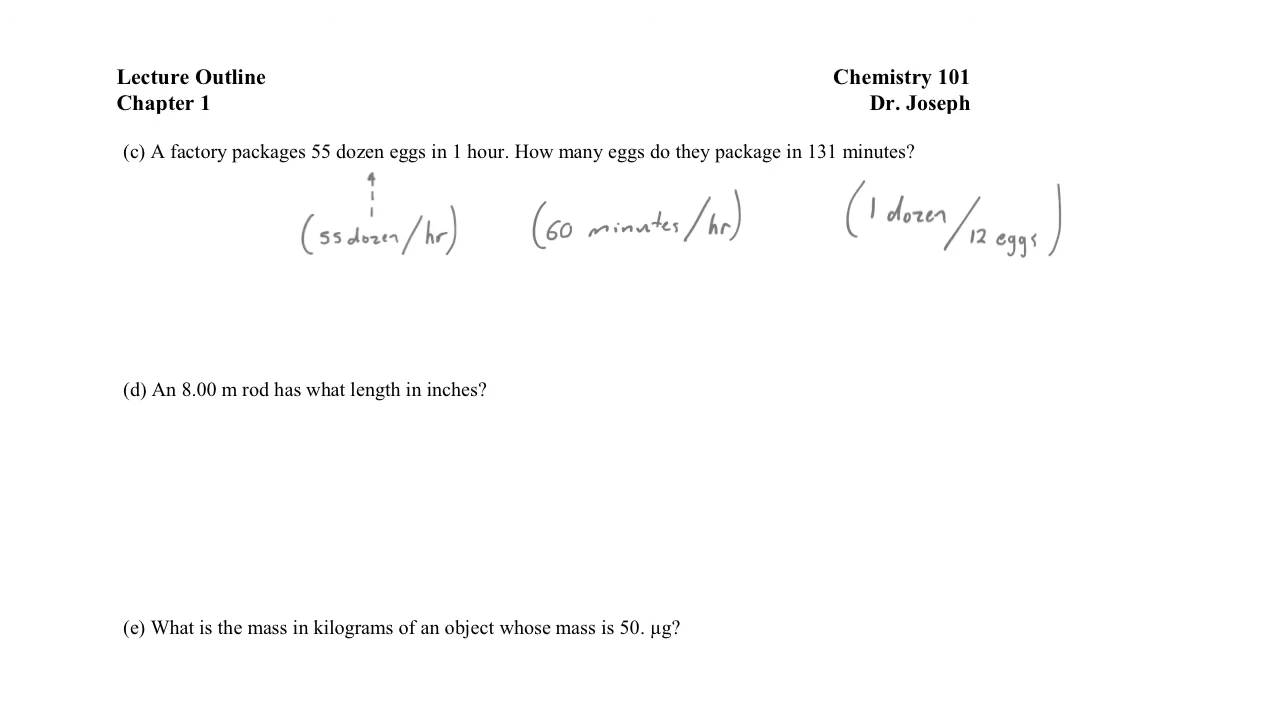 Lecture Outline Chemistry 101
Chapter 1 Dr. Joseph
(c) A factory packages 55 dozen eggs in 1 hour. How many eggs do they package in 131 minutes?
(55 dozen/hr) (60 minutes/hr) (1 dozen/12 eggs)
(d) An 8.00 m rod has what length in inches?
(e) What is the mass in kilograms of an object whose mass is 50. µg?